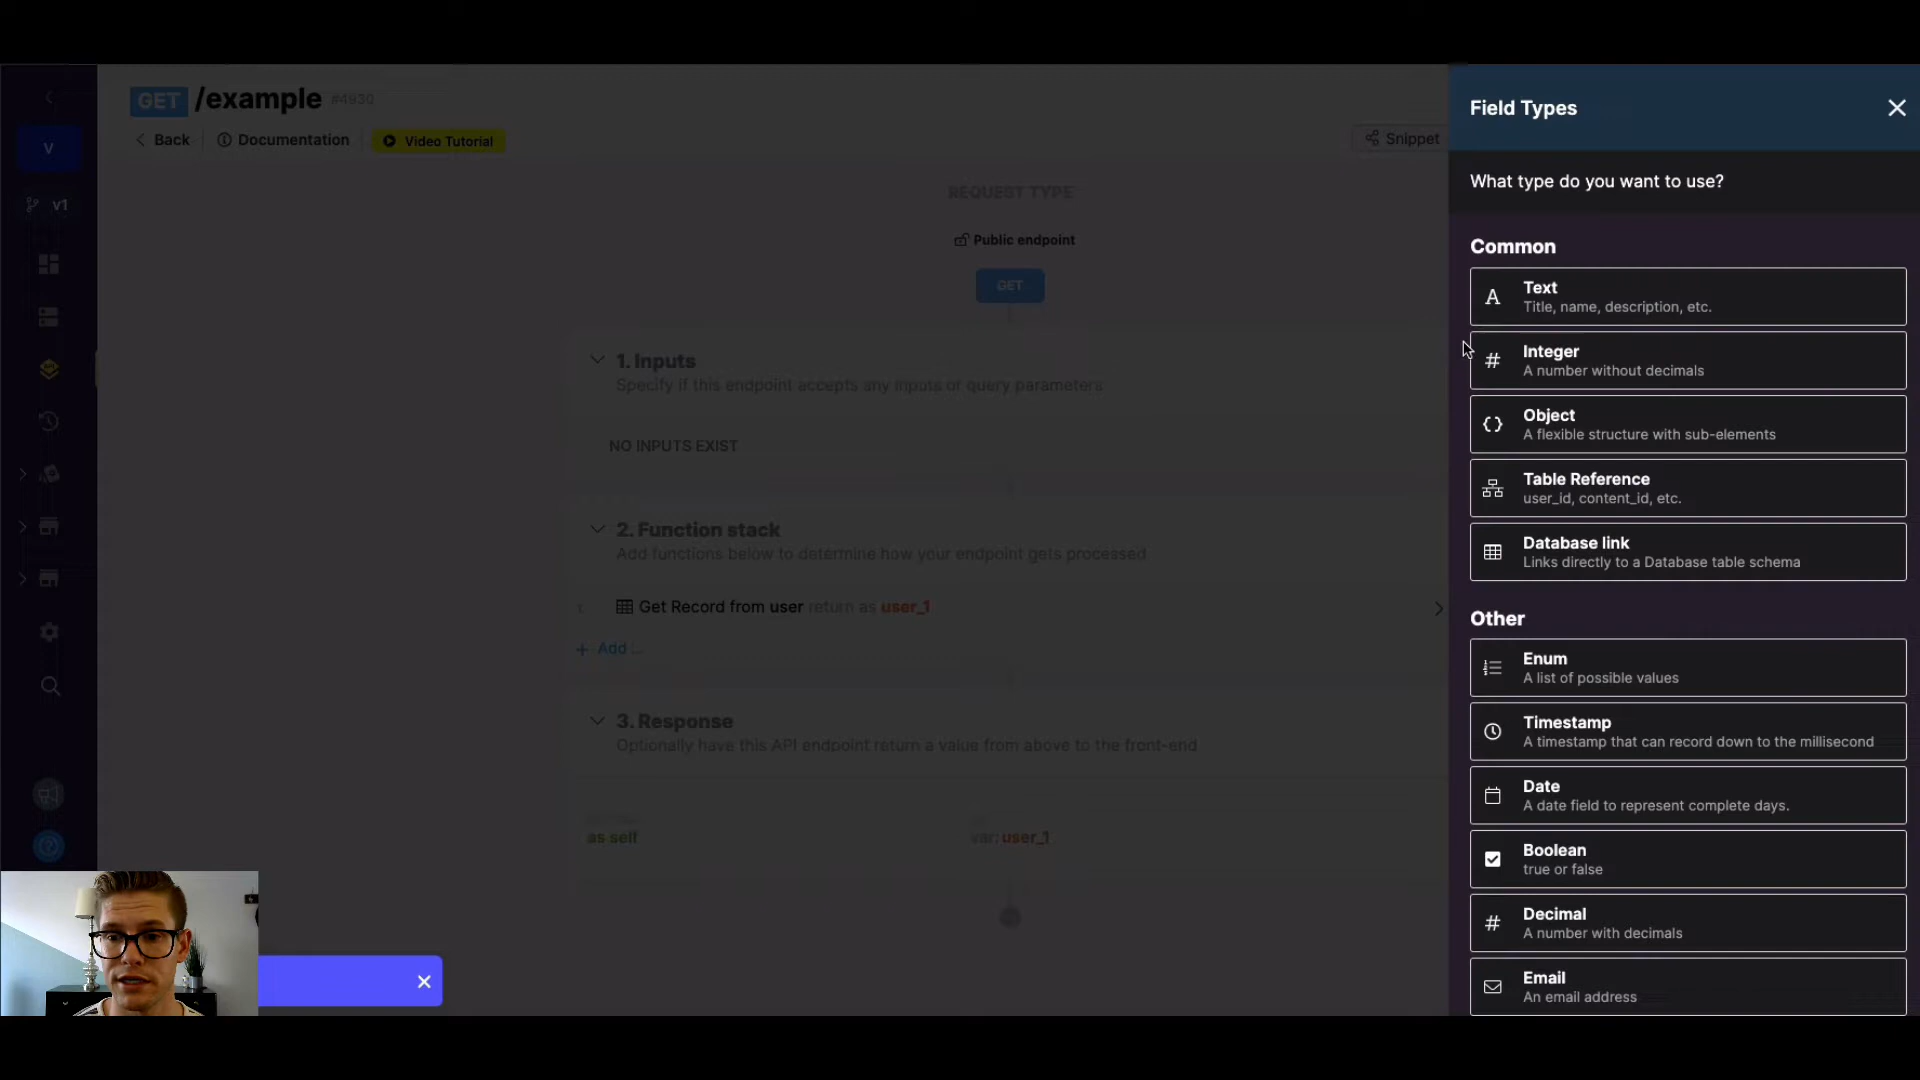 GET /example #4930
Back
Documentation
Video Tutorial
Snippet
V
v1
REQUEST TYPE
Public endpoint
GET
1. Inputs
Specify if this endpoint accepts any inputs or query parameters
NO INPUTS EXIST
2. Function stack
Add functions below to determine how your endpoint gets processed
1. Get Record from user return as user_1
+ Add ...
3. Response
Optionally have this API endpoint return a value from above to the front-end
as self
var: user_1
Field Types
What type do you want to use?
Common
Text
Title, name, description, etc.
Integer
A number without decimals
Object
A flexible structure with sub-elements
Table Reference
user_id, content_id, etc.
Database link
Links directly to a Database table schema
Other
Enum
A list of possible values
Timestamp
A timestamp that can record down to the millisecond
Date
A date field to represent complete days.
Boolean
true or false
Decimal
A number with decimals
Email
An email address